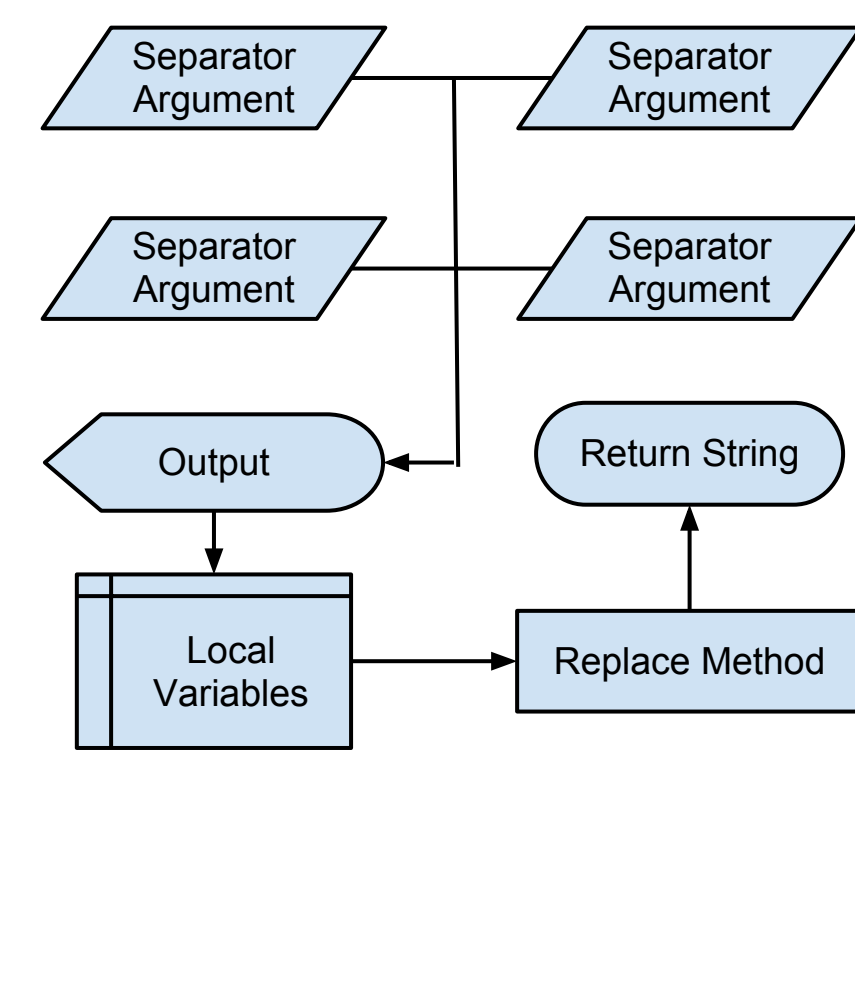 Separator
Argument
Separator
Argument
Separator
Argument
Separator
Argument
Output
Return String
Local
Variables
Replace Method